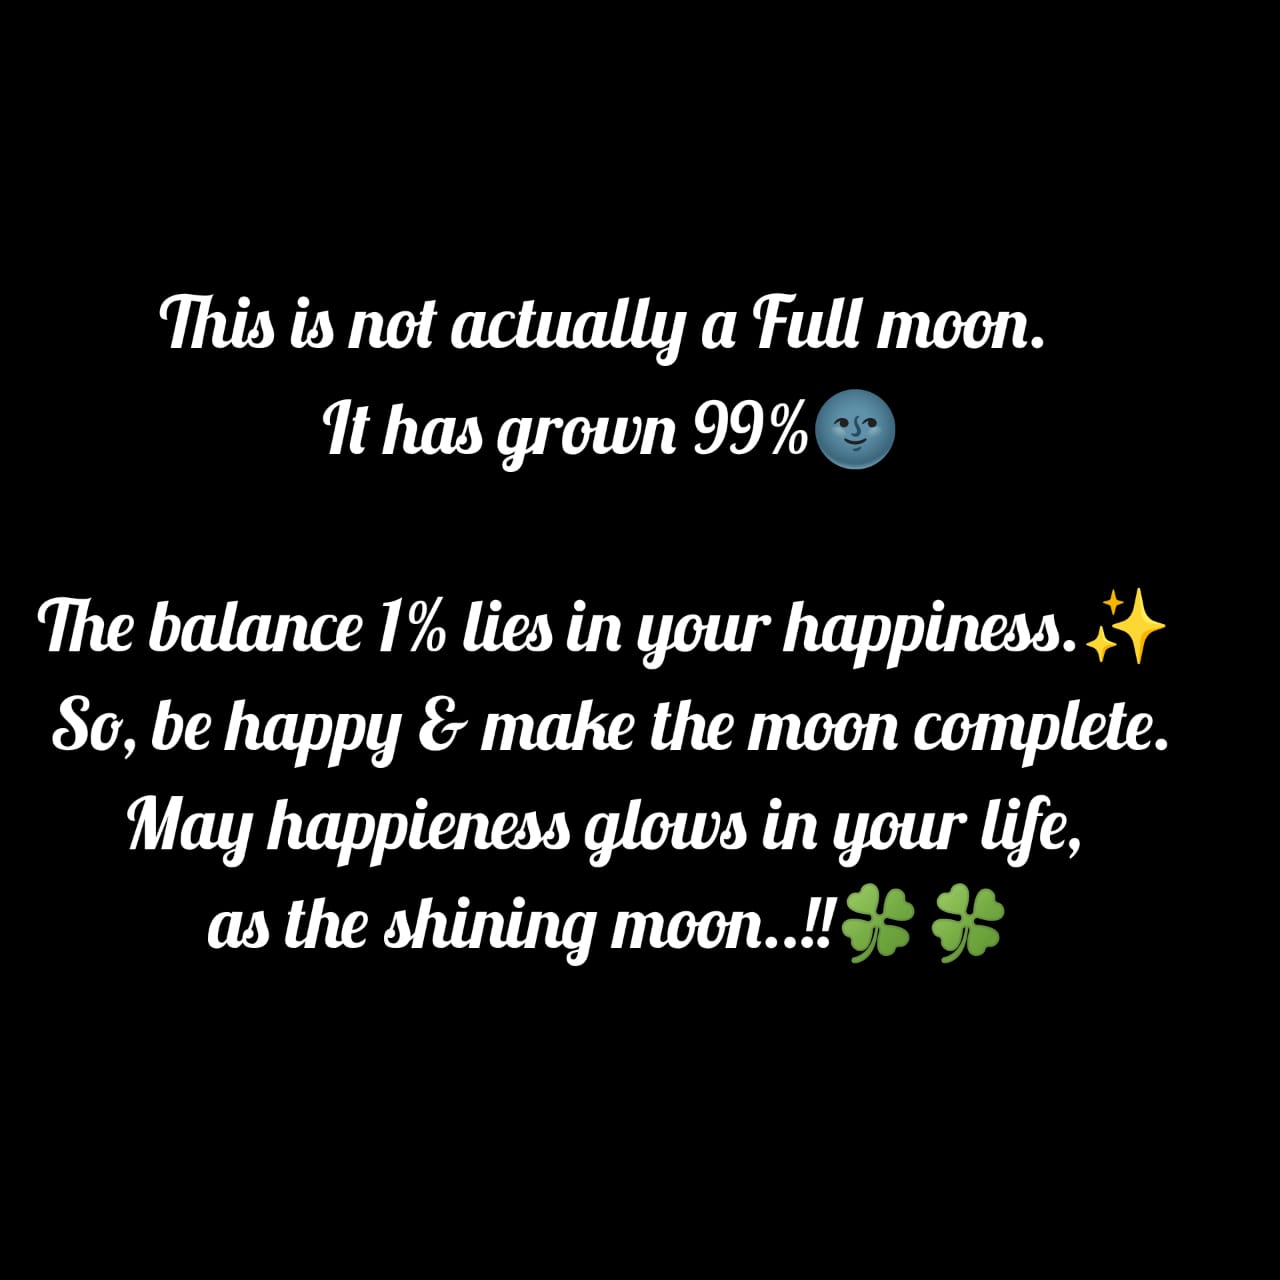 This is not actually a Full moon.
It has grown 99%🌚
The balance 1% lies in your happiness.✨
So, be happy & make the moon complete.
May happieness glows in your life,
as the shining moon..!!🍀🍀